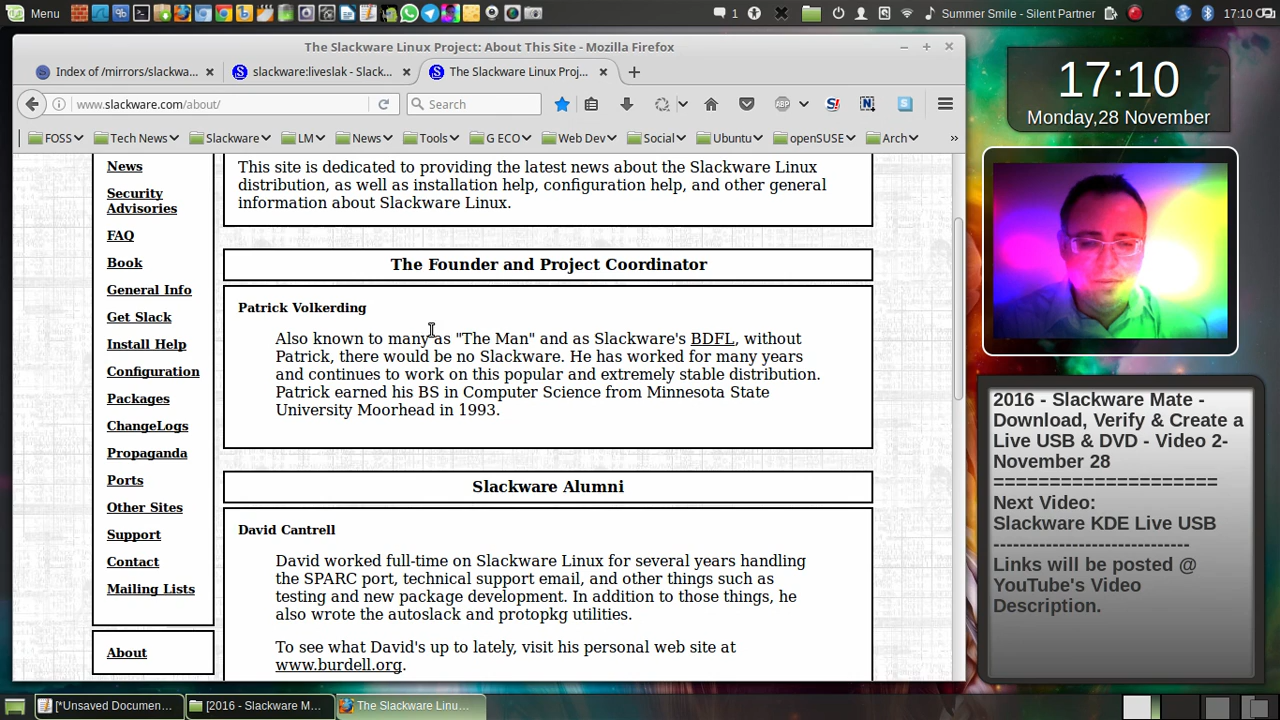 Menu
1
Summer Smile - Silent Partner
17:10
The Slackware Linux Project: About This Site - Mozilla Firefox
Index of /mirrors/slackwa...
slackware:liveslak - Slack...
The Slackware Linux Proj...
www.slackware.com/about/
Search
ABP
FOSS
Tech News
Slackware
LM
News
Tools
G ECO
Web Dev
Social
Ubuntu
openSUSE
Arch
»
News
Security
Advisories
FAQ
Book
General Info
Get Slack
Install Help
Configuration
Packages
ChangeLogs
Propaganda
Ports
Other Sites
Support
Contact
Mailing Lists
About
This site is dedicated to providing the latest news about the Slackware Linux
distribution, as well as installation help, configuration help, and other general
information about Slackware Linux.
The Founder and Project Coordinator
Patrick Volkerding
Also known to many as "The Man" and as Slackware's BDFL, without
Patrick, there would be no Slackware. He has worked for many years
and continues to work on this popular and extremely stable distribution.
Patrick earned his BS in Computer Science from Minnesota State
University Moorhead in 1993.
Slackware Alumni
David Cantrell
David worked full-time on Slackware Linux for several years handling
the SPARC port, technical support email, and other things such as
testing and new package development. In addition to those things, he
also wrote the autoslack and protopkg utilities.
To see what David's up to lately, visit his personal web site at
www.burdell.org.
17:10
Monday,28 November
2016 - Slackware Mate -
Download, Verify & Create a
Live USB & DVD - Video 2-
November 28
=====================
Next Video:
Slackware KDE Live USB
----------------------------
Links will be posted @
YouTube's Video
Description.
[*Unsaved Documen...
[2016 - Slackware M...
The Slackware Linu...